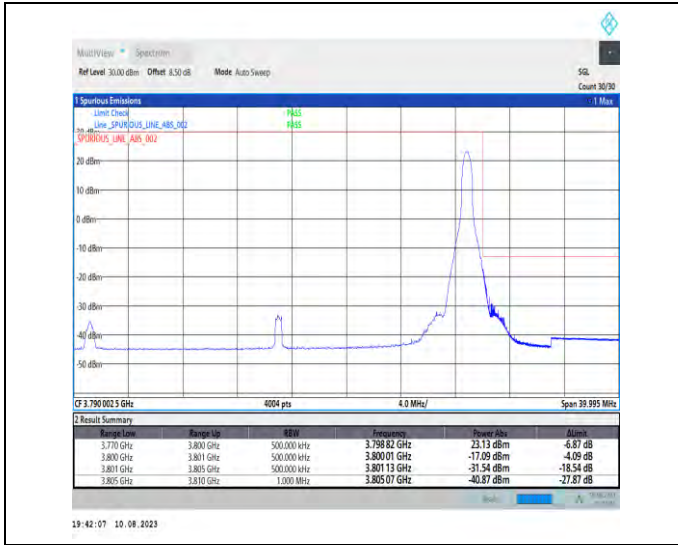 MultiView Spectrum
Ref Level 30.00 dBm Offset 8.50 dB Mode Auto Sweep SGL
Count 30/30
1 Spurious Emissions 1 Max
Limit Check PASS
Line _SPURIOUS_LINE_ABS_002 PASS
_SPURIOUS_LINE_ABS_002
20 dBm
10 dBm
0 dBm
-10 dBm
-20 dBm
-30 dBm
-40 dBm
-50 dBm
CF 3.790 002 5 GHz 4004 pts 4.0 MHz/ Span 39.995 MHz
2 Result Summary
Range Low Range Up RBW Frequency Power Abs ΔLimit
3.770 GHz 3.800 GHz 500.000 kHz 3.798 82 GHz 23.13 dBm -6.87 dB
3.800 GHz 3.801 GHz 500.000 kHz 3.800 01 GHz -17.09 dBm -4.09 dB
3.801 GHz 3.805 GHz 500.000 kHz 3.801 13 GHz -31.54 dBm -18.54 dB
3.805 GHz 3.810 GHz 1.000 MHz 3.805 07 GHz -40.87 dBm -27.87 dB
19:42:07 10.08.2023